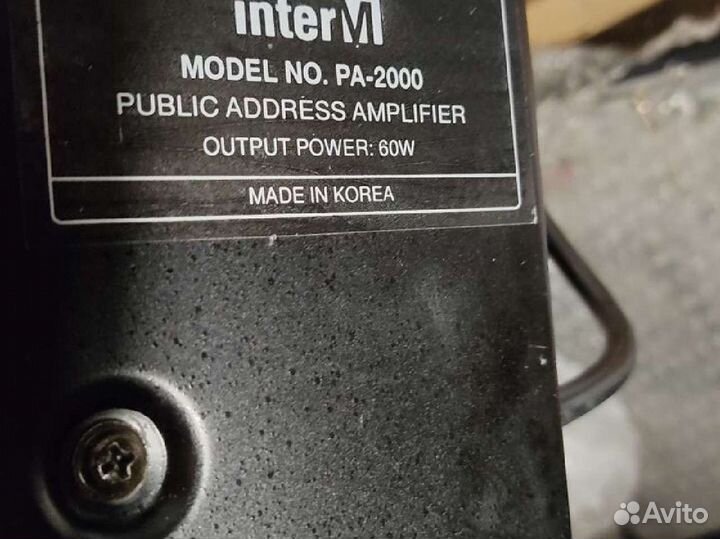 interM
MODEL NO. PA-2000
PUBLIC ADDRESS AMPLIFIER
OUTPUT POWER: 60W
MADE IN KOREA
Avito